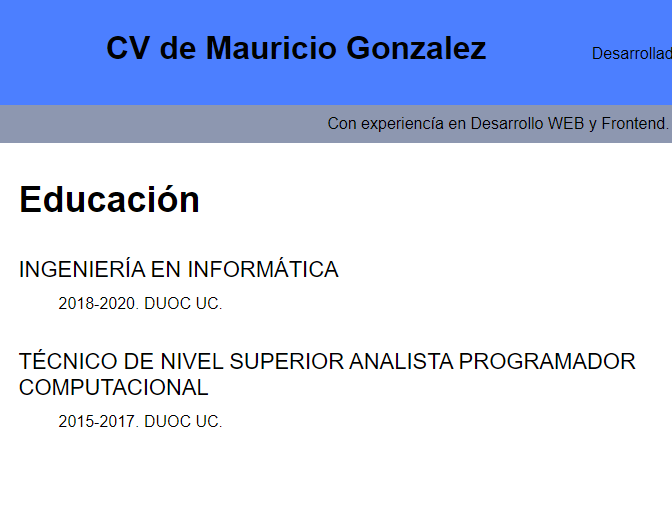 CV de Mauricio Gonzalez
Con experiencía en Desarrollo WEB y Frontend.
Educación
INGENIERÍA EN INFORMÁTICA
2018-2020. DUOC UC.
TÉCNICO DE NIVEL SUPERIOR ANALISTA PROGRAMADOR
COMPUTACIONAL
2015-2017. DUOC UC.